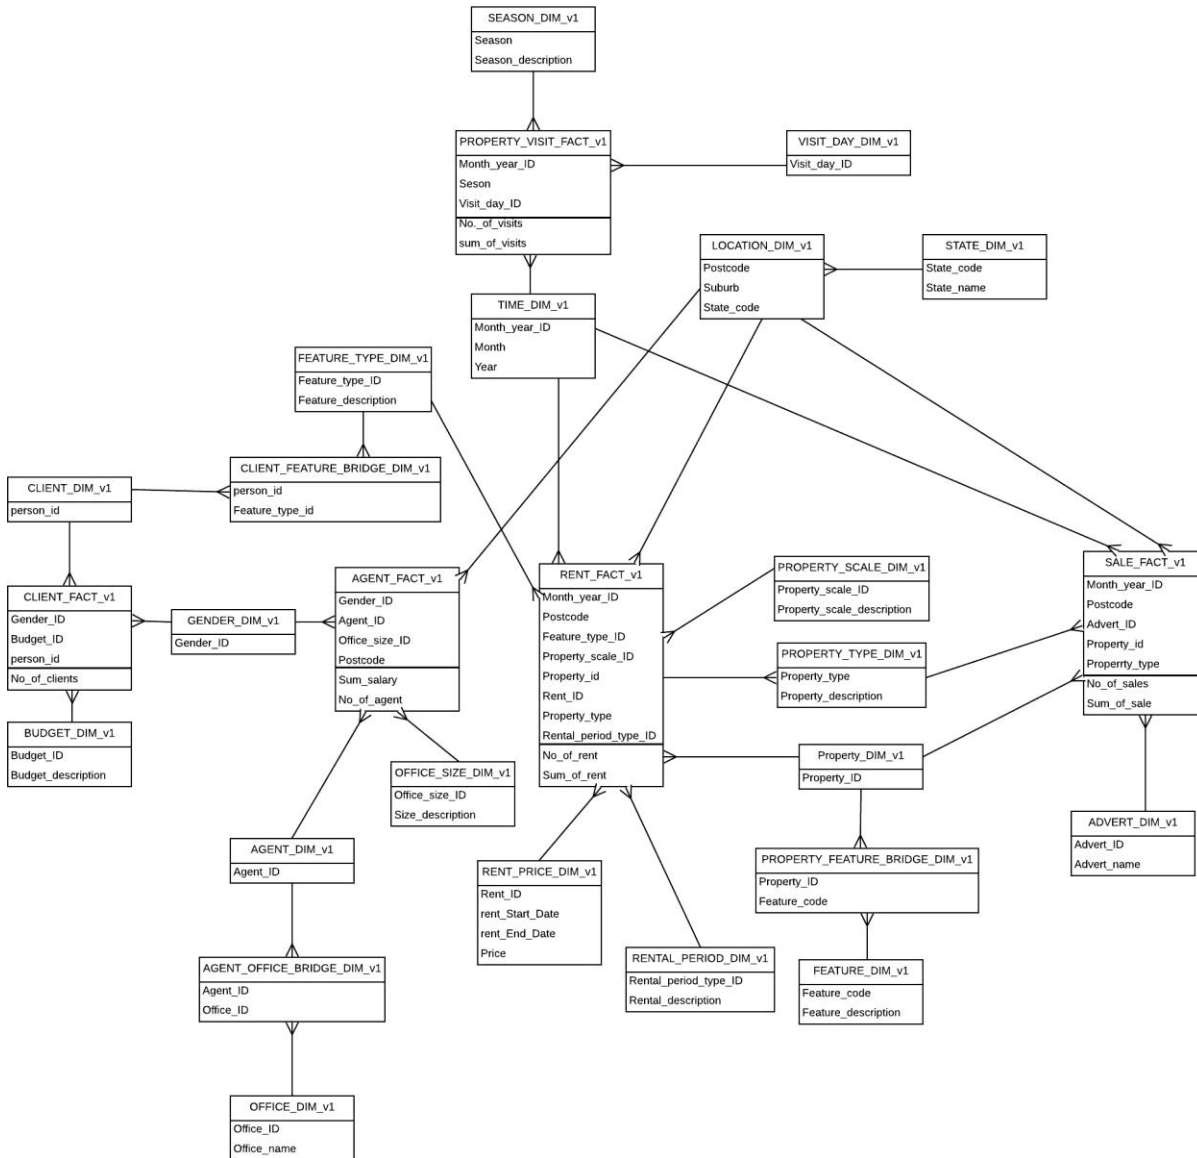 SEASON_DIM_v1
Season
Season_description
PROPERTY_VISIT_FACT_v1
Month_year_ID
Seson
Visit_day_ID
No._of_visits
sum_of_visits
VISIT_DAY_DIM_v1
Visit_day_ID
LOCATION_DIM_v1
Postcode
Suburb
State_code
STATE_DIM_v1
State_code
State_name
TIME_DIM_v1
Month_year_ID
Month
Year
FEATURE_TYPE_DIM_v1
Feature_type_ID
Feature_description
CLIENT_FEATURE_BRIDGE_DIM_v1
person_id
Feature_type_id
CLIENT_DIM_v1
person_id
CLIENT_FACT_v1
Gender_ID
Budget_ID
person_id
No_of_clients
GENDER_DIM_v1
Gender_ID
AGENT_FACT_v1
Gender_ID
Agent_ID
Office_size_ID
Postcode
Sum_salary
No_of_agent
RENT_FACT_v1
Month_year_ID
Postcode
Feature_type_ID
Property_scale_ID
Property_id
Rent_ID
Property_type
Rental_period_type_ID
No_of_rent
Sum_of_rent
PROPERTY_SCALE_DIM_v1
Property_scale_ID
Property_scale_description
PROPERTY_TYPE_DIM_v1
Property_type
Property_description
SALE_FACT_v1
Month_year_ID
Postcode
Advert_ID
Property_id
Properrty_type
No_of_sales
Sum_of_sale
BUDGET_DIM_v1
Budget_ID
Budget_description
OFFICE_SIZE_DIM_v1
Office_size_ID
Size_description
Property_DIM_v1
Property_ID
ADVERT_DIM_v1
Advert_ID
Advert_name
AGENT_DIM_v1
Agent_ID
RENT_PRICE_DIM_v1
Rent_ID
rent_Start_Date
rent_End_Date
Price
PROPERTY_FEATURE_BRIDGE_DIM_v1
Property_ID
Feature_code
RENTAL_PERIOD_DIM_v1
Rental_period_type_ID
Rental_description
FEATURE_DIM_v1
Feature_code
Feature_description
AGENT_OFFICE_BRIDGE_DIM_v1
Agent_ID
Office_ID
OFFICE_DIM_v1
Office_ID
Office_name